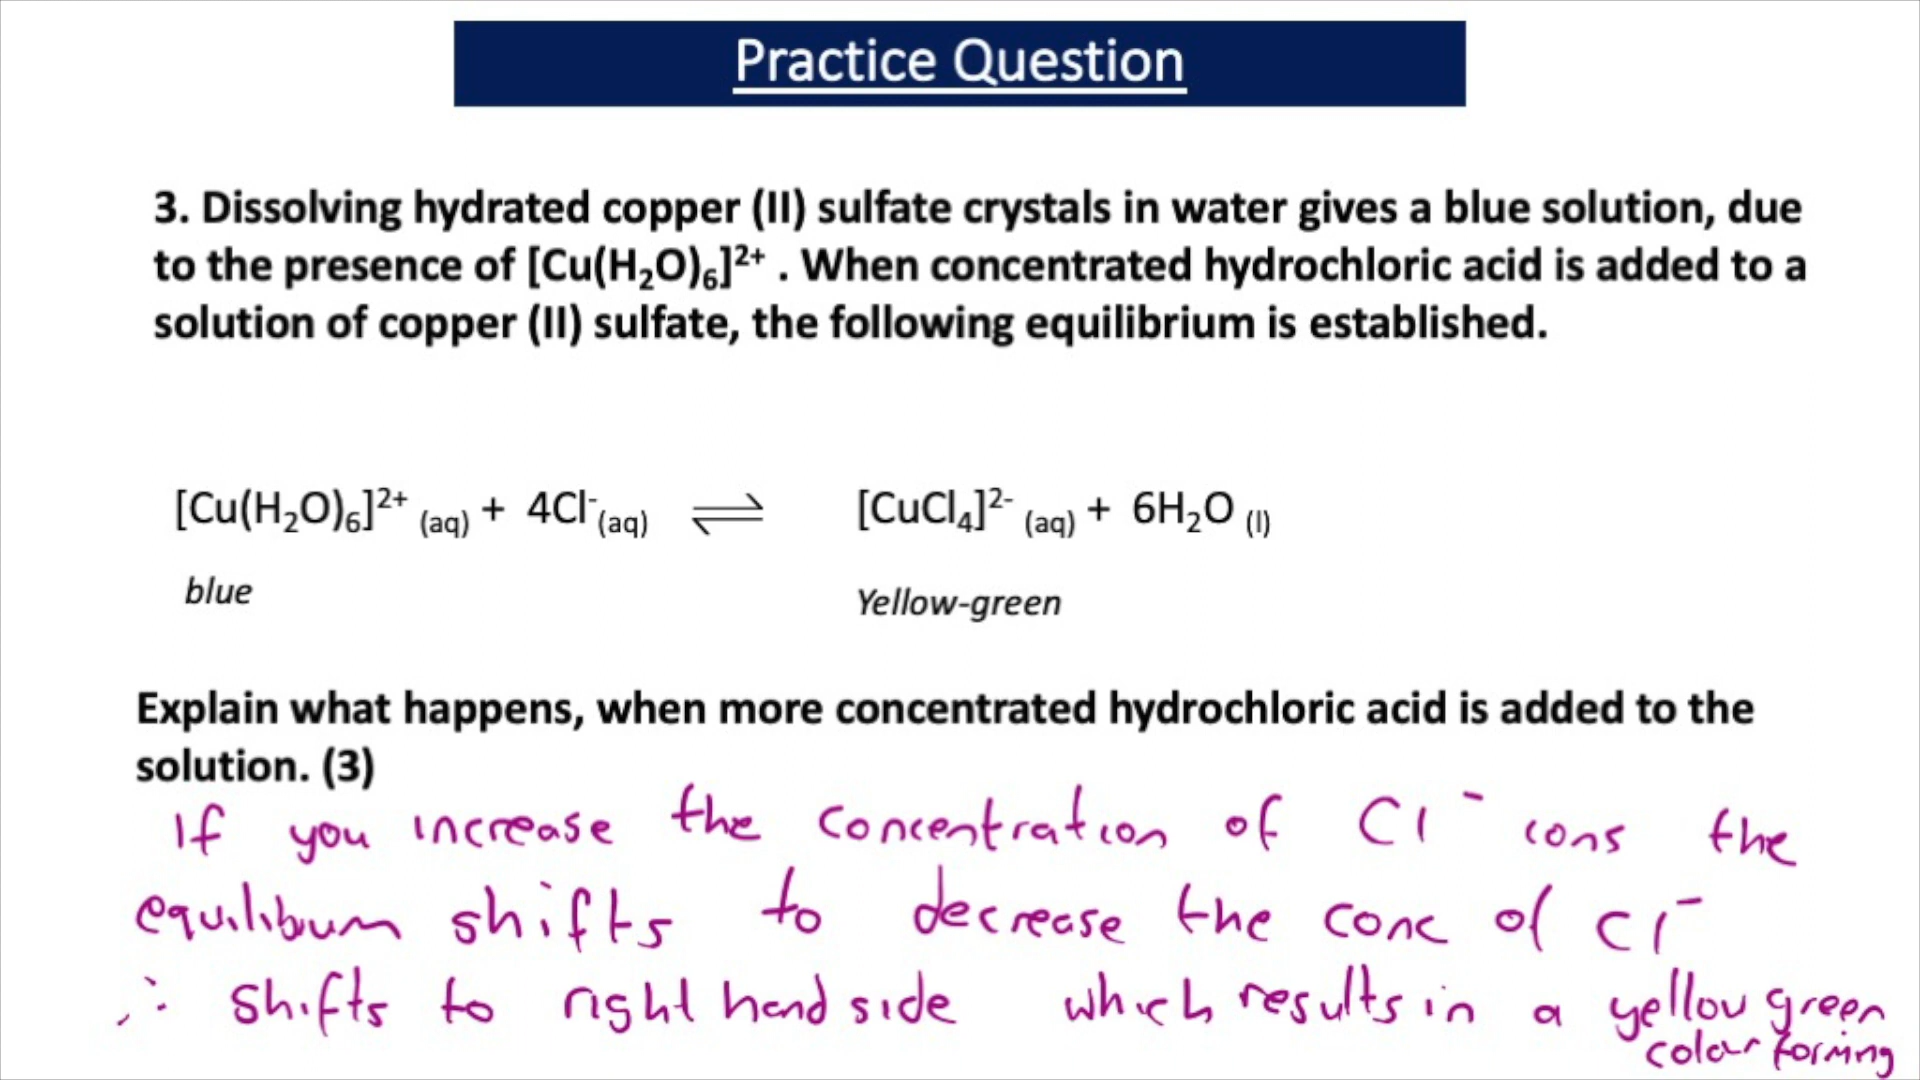 Practice Question
3. Dissolving hydrated copper (II) sulfate crystals in water gives a blue solution, due
to the presence of [Cu(H₂O)₆]²⁺ . When concentrated hydrochloric acid is added to a
solution of copper (II) sulfate, the following equilibrium is established.
[Cu(H₂O)₆]²⁺ (aq) + 4Cl⁻(aq) ⇌ [CuCl₄]²⁻ (aq) + 6H₂O (l)
blue Yellow-green
Explain what happens, when more concentrated hydrochloric acid is added to the
solution. (3)
If you increase the concentration of Cl⁻ ions the
equilibum shifts to decrease the conc of Cl⁻
∴ shifts to right hand side which results in a yellow green
colour forming